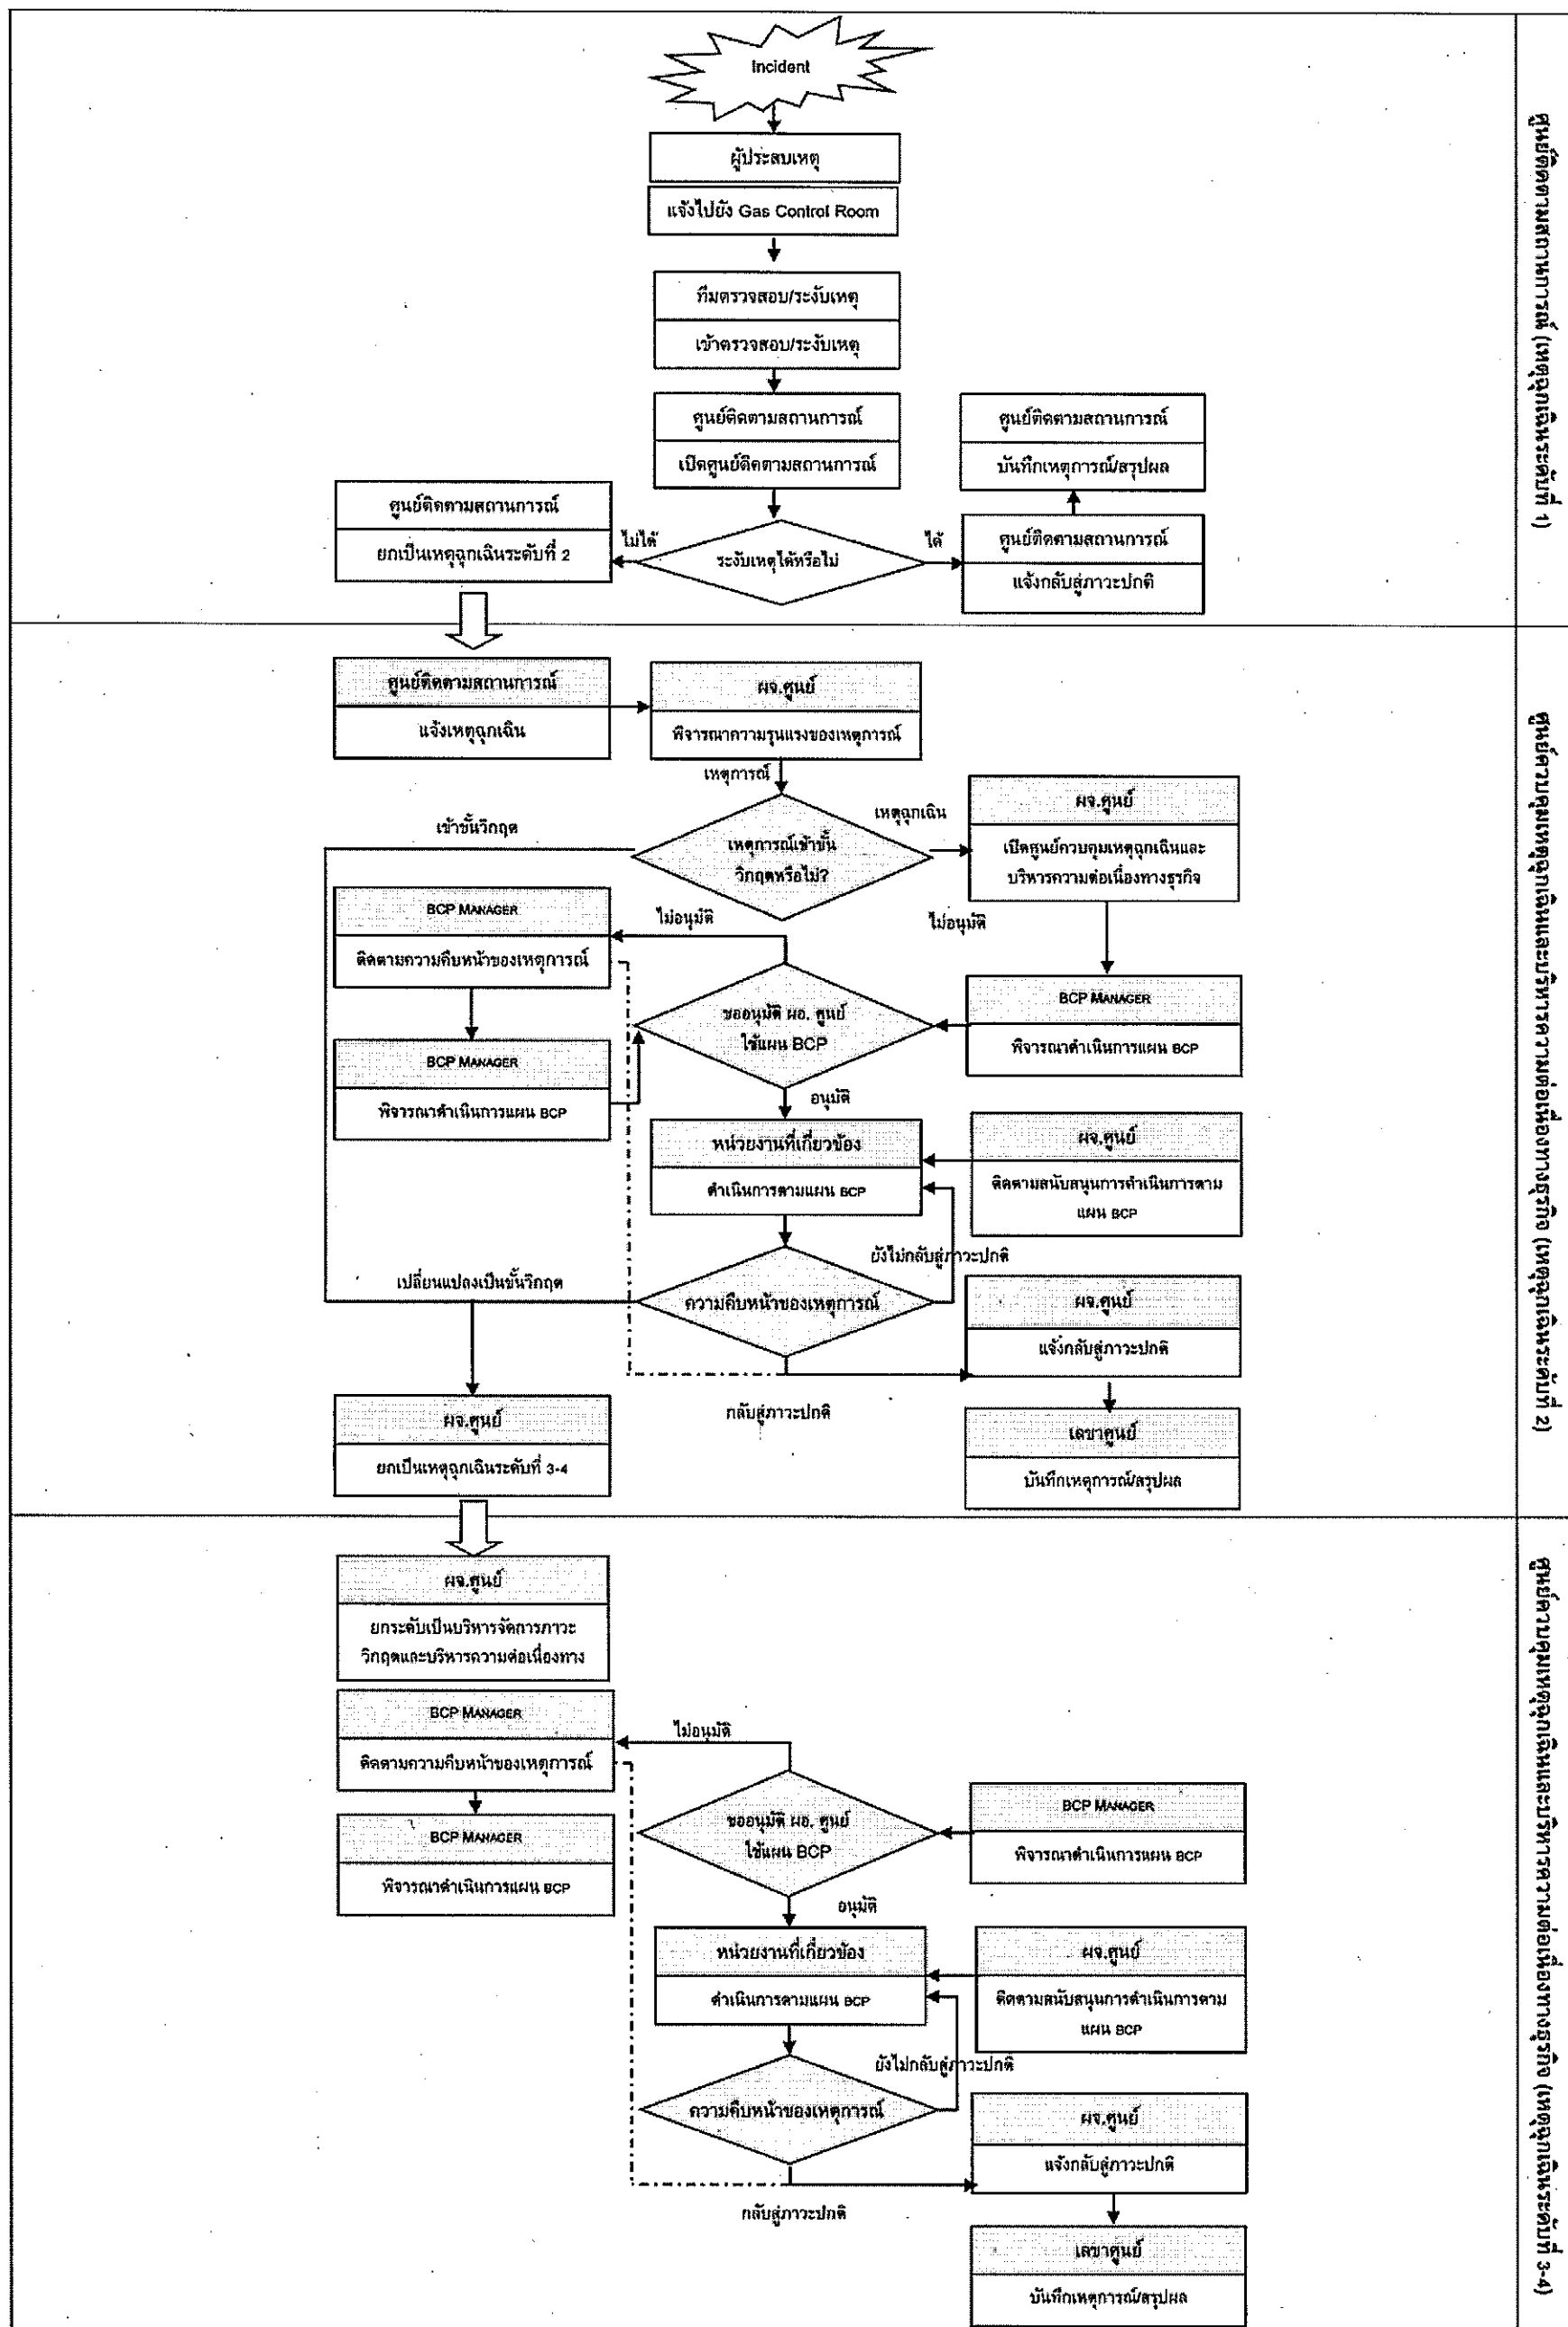 Incident
ผู้ประสบเหตุ
แจ้งไปยัง Gas Control Room
ทีมตรวจสอบ/ระงับเหตุ
เข้าตรวจสอบ/ระงับเหตุ
ศูนย์ติดตามสถานการณ์
เปิดศูนย์ติดตามสถานการณ์
ศูนย์ติดตามสถานการณ์
บันทึกเหตุการณ์/สรุปผล
ศูนย์ติดตามสถานการณ์
ยกเป็นเหตุฉุกเฉินระดับที่ 2
ไม่ได้
ระงับเหตุได้หรือไม่
ได้
ศูนย์ติดตามสถานการณ์
แจ้งกลับสู่ภาวะปกติ
ศูนย์ติดตามสถานการณ์ (เหตุฉุกเฉินระดับที่ 1)
ศูนย์ติดตามสถานการณ์
แจ้งเหตุฉุกเฉิน
ผจ.ศูนย์
พิจารณาความรุนแรงของเหตุการณ์
เหตุการณ์
เข้าขั้นวิกฤต
เหตุการณ์เข้าขั้น
วิกฤตหรือไม่?
เหตุฉุกเฉิน
ผจ.ศูนย์
เปิดศูนย์ควบคุมเหตุฉุกเฉินและ
บริหารความต่อเนื่องทางธุรกิจ
BCP MANAGER
ติดตามความคืบหน้าของเหตุการณ์
ไม่อนุมัติ
ไม่อนุมัติ
ขออนุมัติ ผอ. ศูนย์
ใช้แผน BCP
BCP MANAGER
พิจารณาดำเนินการแผน BCP
BCP MANAGER
พิจารณาดำเนินการแผน BCP
อนุมัติ
หน่วยงานที่เกี่ยวข้อง
ดำเนินการตามแผน BCP
ผจ.ศูนย์
ติดตามสนับสนุนการดำเนินการตาม
แผน BCP
ยังไม่กลับสู่ภาวะปกติ
เปลี่ยนแปลงเป็นขั้นวิกฤต
ความคืบหน้าของเหตุการณ์
ผจ.ศูนย์
แจ้งกลับสู่ภาวะปกติ
กลับสู่ภาวะปกติ
ผจ.ศูนย์
ยกเป็นเหตุฉุกเฉินระดับที่ 3-4
เลขาศูนย์
บันทึกเหตุการณ์/สรุปผล
ศูนย์ควบคุมเหตุฉุกเฉินและบริหารความต่อเนื่องทางธุรกิจ (เหตุฉุกเฉินระดับที่ 2)
ผจ.ศูนย์
ยกระดับเป็นบริหารจัดการภาวะ
วิกฤตและบริหารความต่อเนื่องทาง
BCP MANAGER
ติดตามความคืบหน้าของเหตุการณ์
ไม่อนุมัติ
ขออนุมัติ ผอ. ศูนย์
ใช้แผน BCP
BCP MANAGER
พิจารณาดำเนินการแผน BCP
BCP MANAGER
พิจารณาดำเนินการแผน BCP
อนุมัติ
หน่วยงานที่เกี่ยวข้อง
ดำเนินการตามแผน BCP
ผจ.ศูนย์
ติดตามสนับสนุนการดำเนินการตาม
แผน BCP
ยังไม่กลับสู่ภาวะปกติ
ความคืบหน้าของเหตุการณ์
ผจ.ศูนย์
แจ้งกลับสู่ภาวะปกติ
กลับสู่ภาวะปกติ
เลขาศูนย์
บันทึกเหตุการณ์/สรุปผล
ศูนย์ควบคุมเหตุฉุกเฉินและบริหารความต่อเนื่องทางธุรกิจ (เหตุฉุกเฉินระดับที่ 3-4)